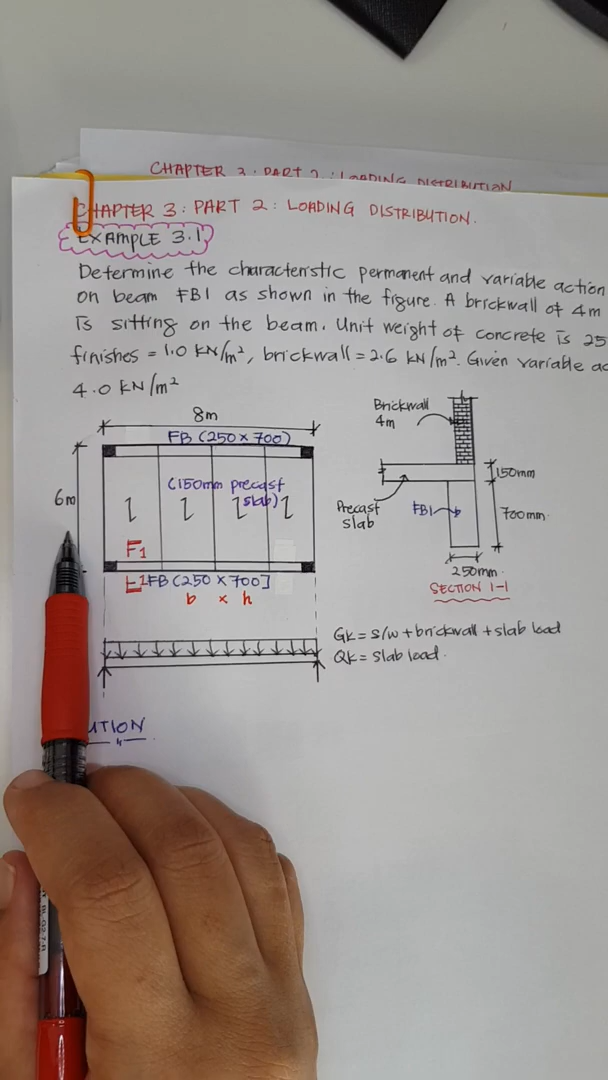 CHAPTER 3: PART 2: LOADING DISTRIBUTION
CHAPTER 3: PART 2: LOADING DISTRIBUTION.
EXAMPLE 3.1
Determine the characteristic permanent and variable action
on beam FB1 as shown in the figure. A brickwall of 4m
is sitting on the beam. Unit weight of concrete is 25
finishes = 1.0 kN/m², brickwall = 2.6 kN/m². Given variable ac
4.0 kN/m²
8m
FB (250 x 700)
6m
(150mm precast
slab)
F1
1FB (250 x 700]
b x h
Brickwall
4m
150mm
Precast
slab
FB1
700mm
250mm
SECTION 1-1
Gk = s/w + brickwall + slab load
Qk = slab load.
UTION